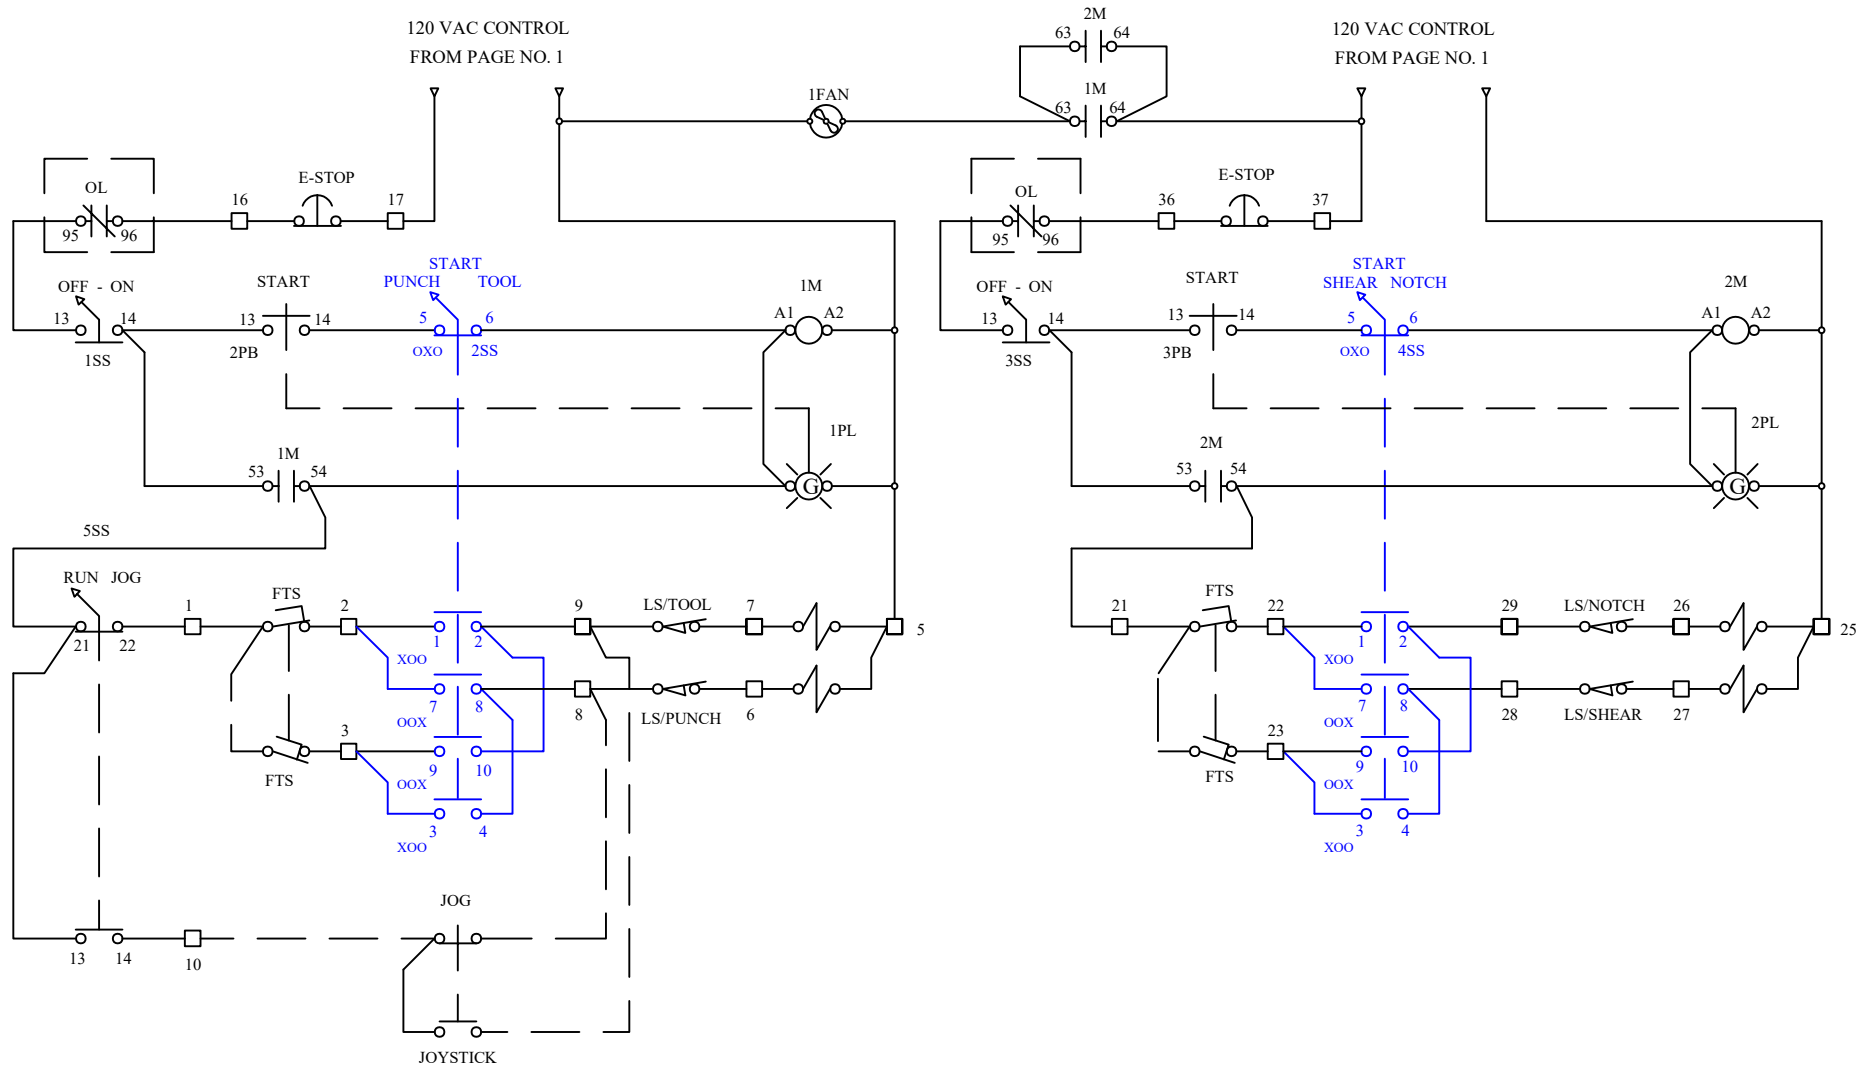 120 VAC CONTROL
FROM PAGE NO. 1
2M
63 64
120 VAC CONTROL
FROM PAGE NO. 1
1FAN
1M
63 64
OL
95 96
16
E-STOP
17
OL
95 96
36
E-STOP
37
OFF - ON
13 14
1SS
START
13 14
2PB
START
PUNCH TOOL
5 6
OXO 2SS
1M
A1 A2
OFF - ON
13 14
3SS
START
13 14
3PB
START
SHEAR NOTCH
5 6
OXO 4SS
2M
A1 A2
1PL
G
2PL
G
1M
53 54
2M
53 54
5SS
RUN JOG
21 22
1
FTS
2
1 2
XOO
9
LS/TOOL
7
5
7 8
OOX
8
LS/PUNCH
6
3
FTS
9 10
OOX
3 4
XOO
21
FTS
22
1 2
XOO
29
LS/NOTCH
26
25
7 8
OOX
28
LS/SHEAR
27
23
FTS
9 10
OOX
3 4
XOO
13 14
10
JOG
JOYSTICK